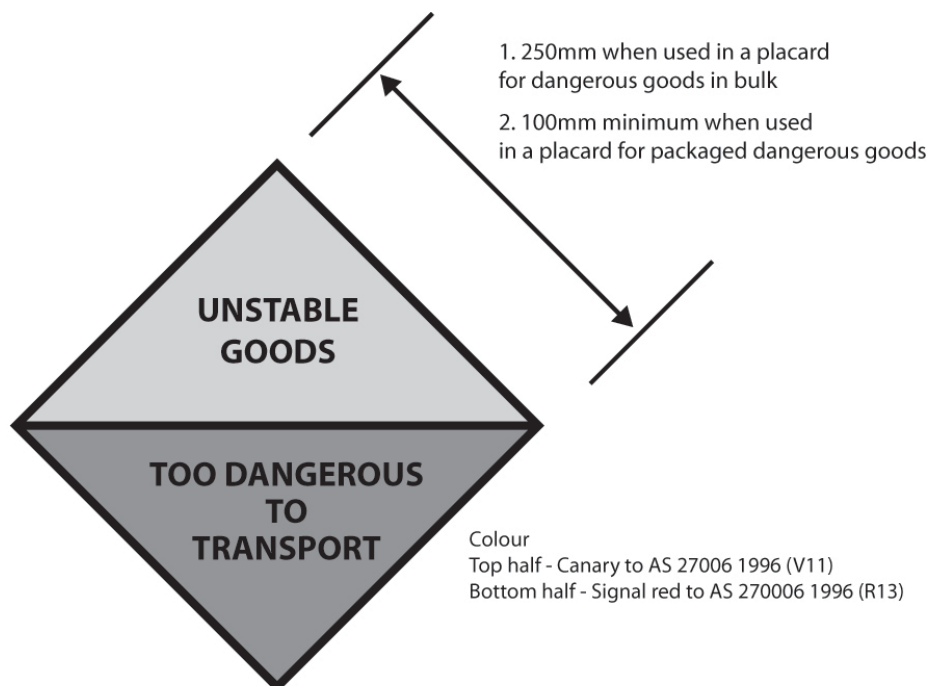 1. 250mm when used in a placard
for dangerous goods in bulk
2. 100mm minimum when used
in a placard for packaged dangerous goods
UNSTABLE
GOODS
TOO DANGEROUS
TO
TRANSPORT
Colour
Top half - Canary to AS 27006 1996 (V11)
Bottom half - Signal red to AS 270006 1996 (R13)